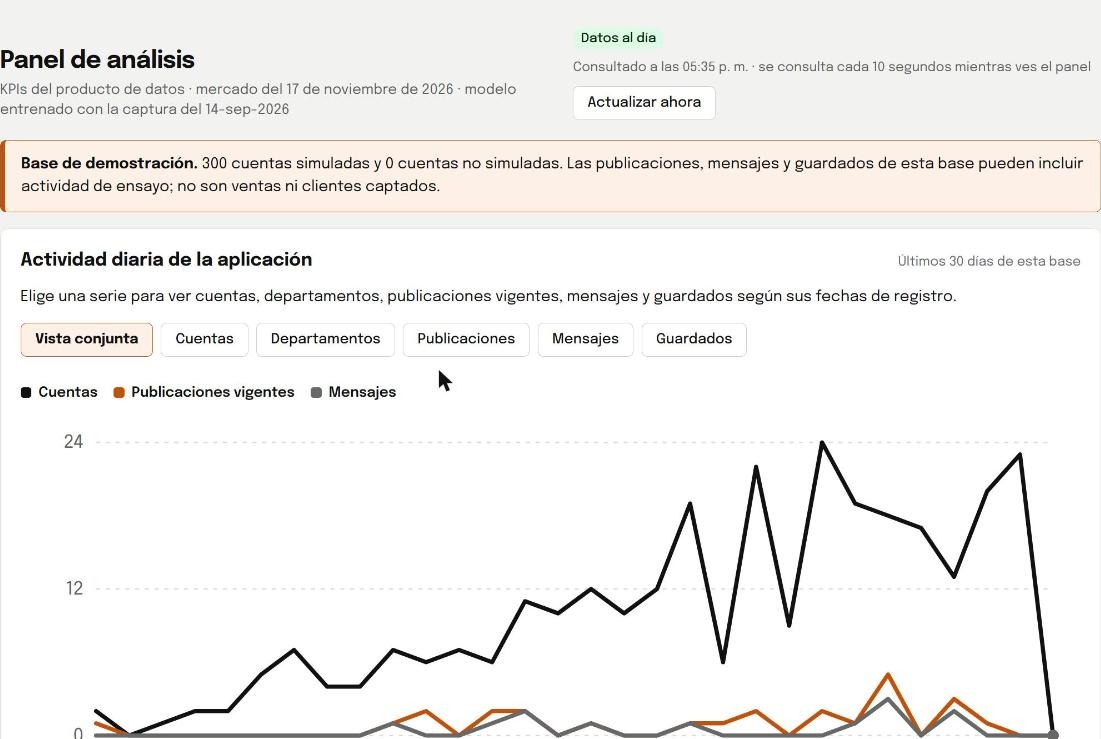 Panel de análisis
KPIs del producto de datos · mercado del 17 de noviembre de 2026 · modelo
entrenado con la captura del 14-sep-2026
Datos al día
Consultado a las 05:35 p. m. · se consulta cada 10 segundos mientras ves el panel
Actualizar ahora
Base de demostración. 300 cuentas simuladas y 0 cuentas no simuladas. Las publicaciones, mensajes y guardados de esta base pueden incluir
actividad de ensayo; no son ventas ni clientes captados.
Actividad diaria de la aplicación
Últimos 30 días de esta base
Elige una serie para ver cuentas, departamentos, publicaciones vigentes, mensajes y guardados según sus fechas de registro.
Vista conjunta Cuentas Departamentos Publicaciones Mensajes Guardados
Cuentas Publicaciones vigentes Mensajes
24
12
0